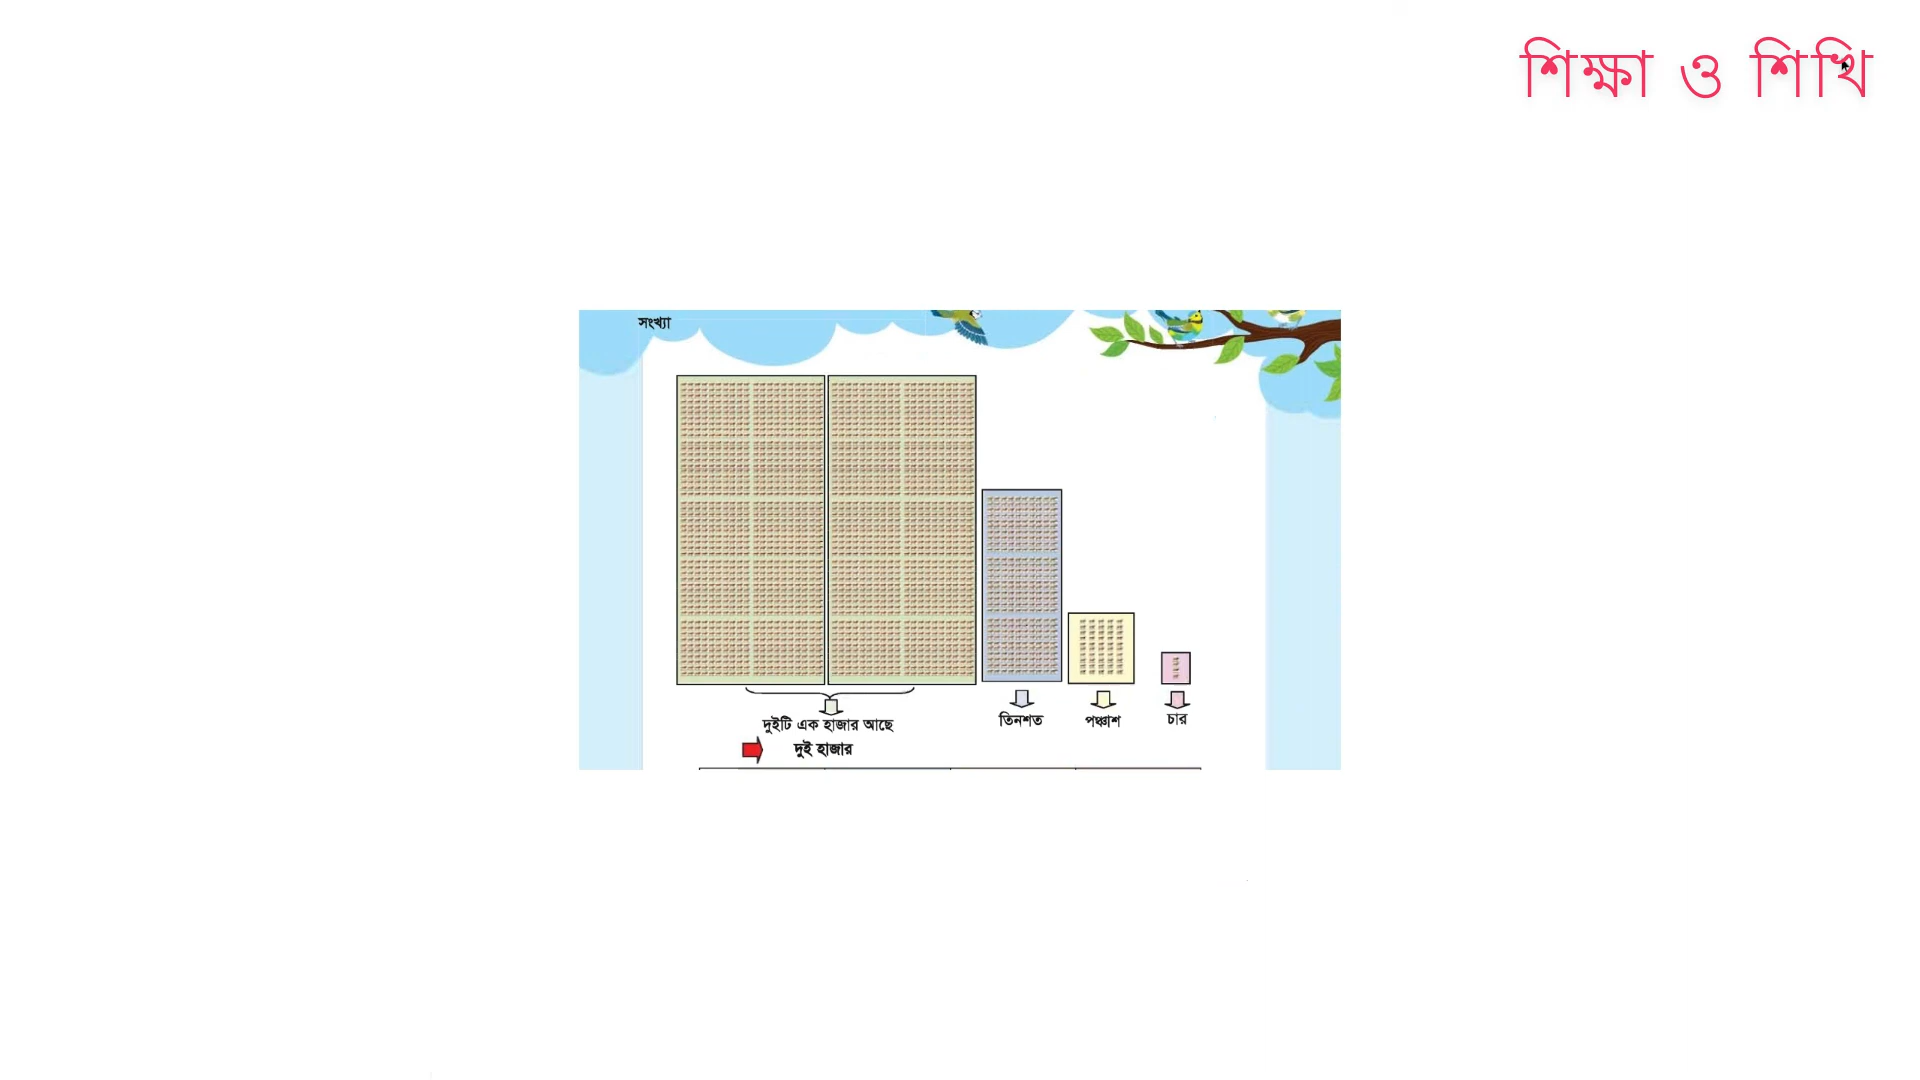 শিক্ষা ও শিখি
সংখ্যা
দুইটি এক হাজার আছে
তিনশত
পঞ্চাশ
চার
দুই হাজার